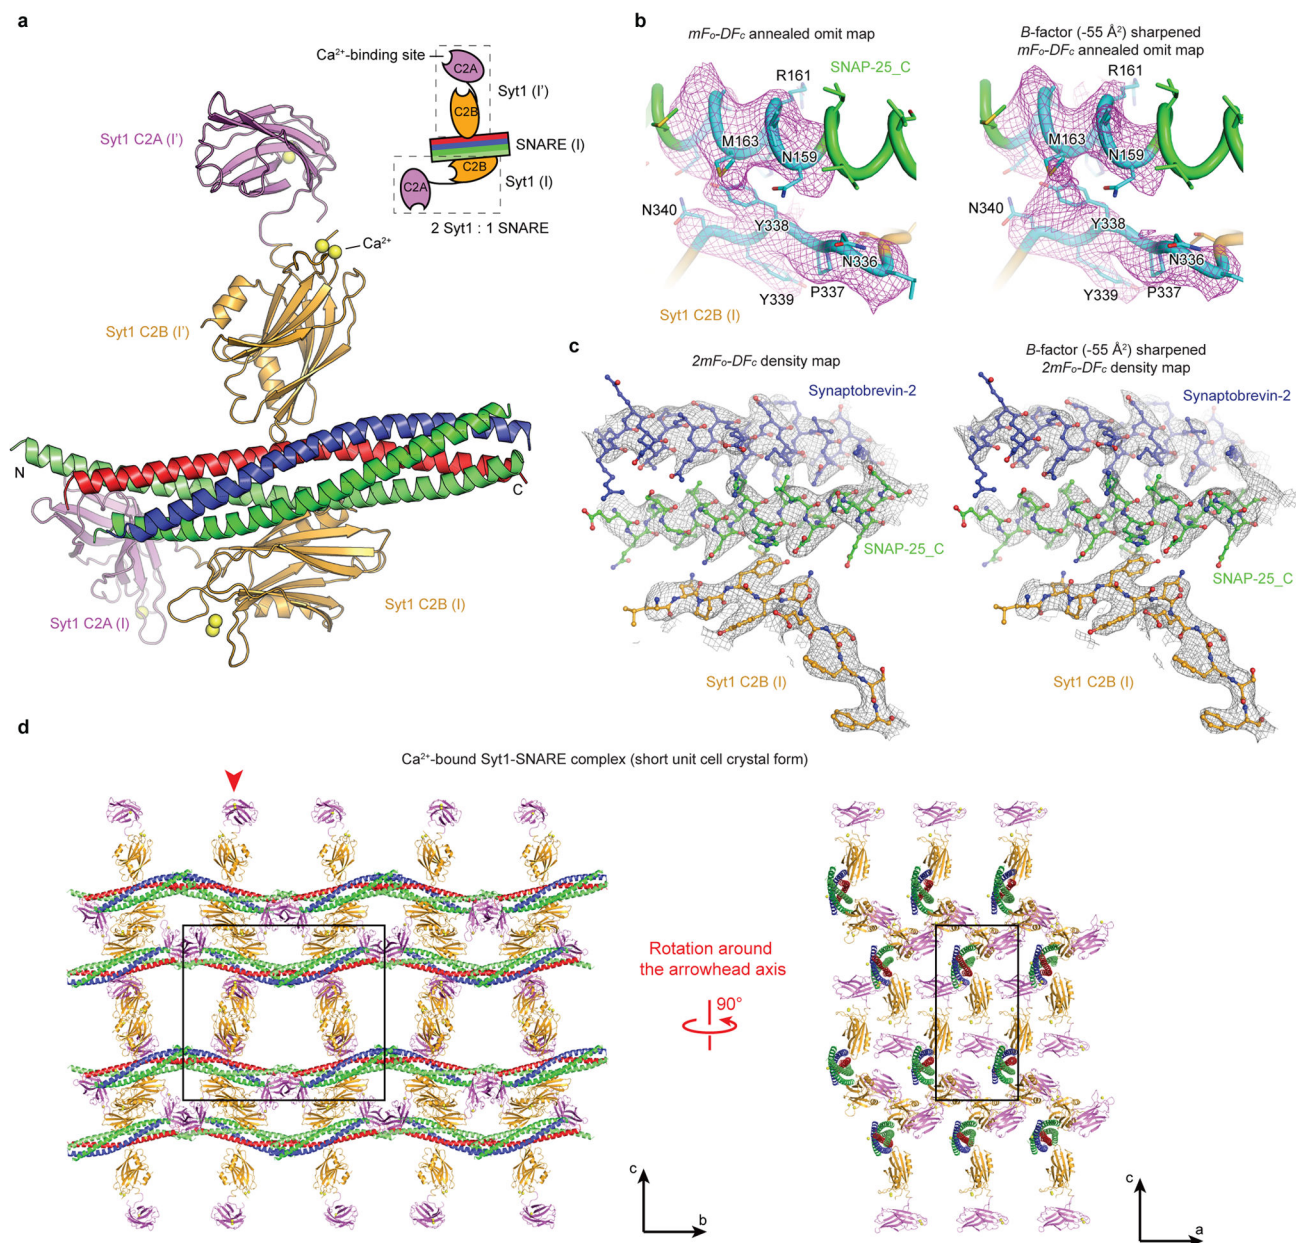 a
Ca²⁺-binding site
C2A
Syt1 (I')
C2B
SNARE (I)
C2B
C2A
Syt1 (I)
2 Syt1 : 1 SNARE
Syt1 C2A (I')
Ca²⁺
Syt1 C2B (I')
N
C
Syt1 C2A (I)
Syt1 C2B (I)
b
mFₒ-DF꜀ annealed omit map
SNAP-25_C
R161
M163
N159
N340
Y338
N336
P337
Y339
Syt1 C2B (I)
B-factor (-55 Å²) sharpened
mFₒ-DF꜀ annealed omit map
R161
M163
N159
N340
Y338
N336
P337
Y339
c
2mFₒ-DF꜀ density map
Synaptobrevin-2
SNAP-25_C
Syt1 C2B (I)
B-factor (-55 Å²) sharpened
2mFₒ-DF꜀ density map
Synaptobrevin-2
SNAP-25_C
Syt1 C2B (I)
d
Ca²⁺-bound Syt1-SNARE complex (short unit cell crystal form)
Rotation around
the arrowhead axis
90°
c
b
c
a